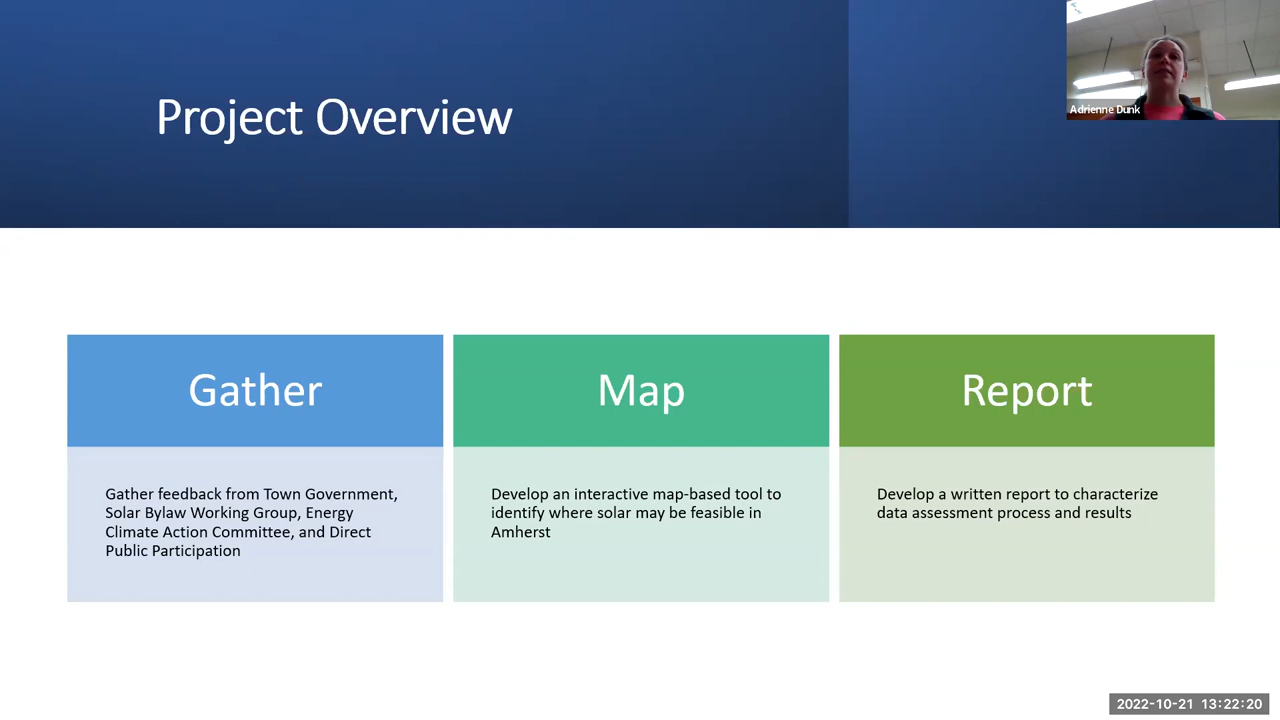 Project Overview
Adrienne Dunk
Gather
Gather feedback from Town Government,
Solar Bylaw Working Group, Energy
Climate Action Committee, and Direct
Public Participation
Map
Develop an interactive map-based tool to
identify where solar may be feasible in
Amherst
Report
Develop a written report to characterize
data assessment process and results
2022-10-21 13:22:20